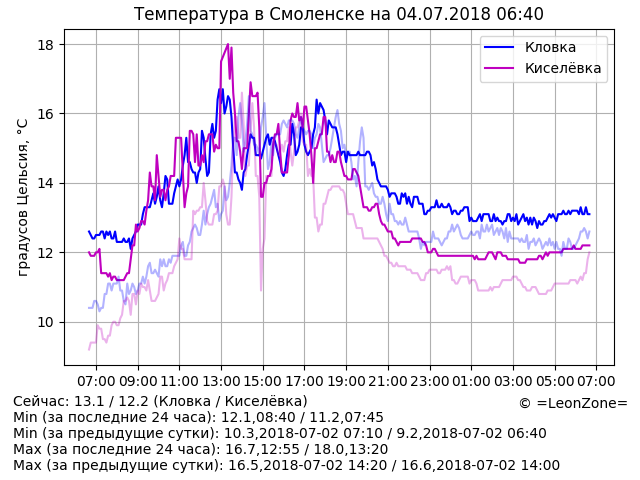 Температура в Смоленске на 04.07.2018 06:40
градусов Цельсия, °C
18
16
14
12
10
Кловка
Киселёвка
07:00 09:00 11:00 13:00 15:00 17:00 19:00 21:00 23:00 01:00 03:00 05:00 07:00
Сейчас: 13.1 / 12.2 (Кловка / Киселёвка)
© =LeonZone=
Min (за последние 24 часа): 12.1,08:40 / 11.2,07:45
Min (за предыдущие сутки): 10.3,2018-07-02 07:10 / 9.2,2018-07-02 06:40
Max (за последние 24 часа): 16.7,12:55 / 18.0,13:20
Max (за предыдущие сутки): 16.5,2018-07-02 14:20 / 16.6,2018-07-02 14:00